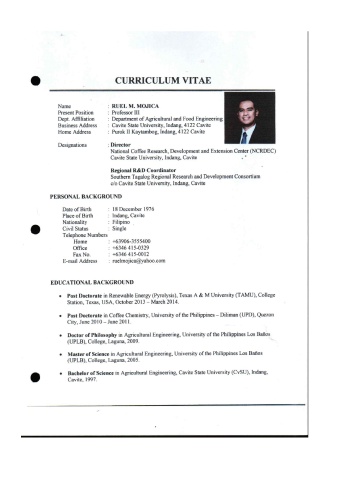 CURRICULUM VITAE
Name : RUEL M. MOJICA
Present Position : Professor III
Dept. Affiliation : Department of Agricultural and Food Engineering
Business Address : Cavite State University, Indang, 4122 Cavite
Home Address : Purok II Kaytambog, Indang, 4122 Cavite
Designations : Director
National Coffee Research, Development and Extension Center (NCRDEC)
Cavite State University, Indang, Cavite
Regional R&D Coordinator
Southern Tagalog Regional Research and Development Consortium
c/o Cavite State University, Indang, Cavite
PERSONAL BACKGROUND
Date of Birth : 18 December 1974
Place of Birth : Indang, Cavite
Nationality : Filipino
Civil Status : Single
Telephone Numbers
Home : +63906-3555400
Office : +6346 415-0329
Fax No. : +6346 415-0012
E-mail Address : ruelmojica@yahoo.com
EDUCATIONAL BACKGROUND
• Post Doctorate in Renewable Energy (Pyrolysis), Texas A & M University (TAMU), College
Station, Texas, USA, October 2013 – March 2014.
• Post Doctorate in Coffee Chemistry, University of the Philippines – Diliman (UPD), Quezon
City, June 2010 – June 2011.
• Doctor of Philosophy in Agricultural Engineering, University of the Philippines Los Baños
(UPLB), College, Laguna, 2009.
• Master of Science in Agricultural Engineering, University of the Philippines Los Baños
(UPLB), College, Laguna, 2005.
• Bachelor of Science in Agricultural Engineering, Cavite State University (CvSU), Indang,
Cavite, 1997.